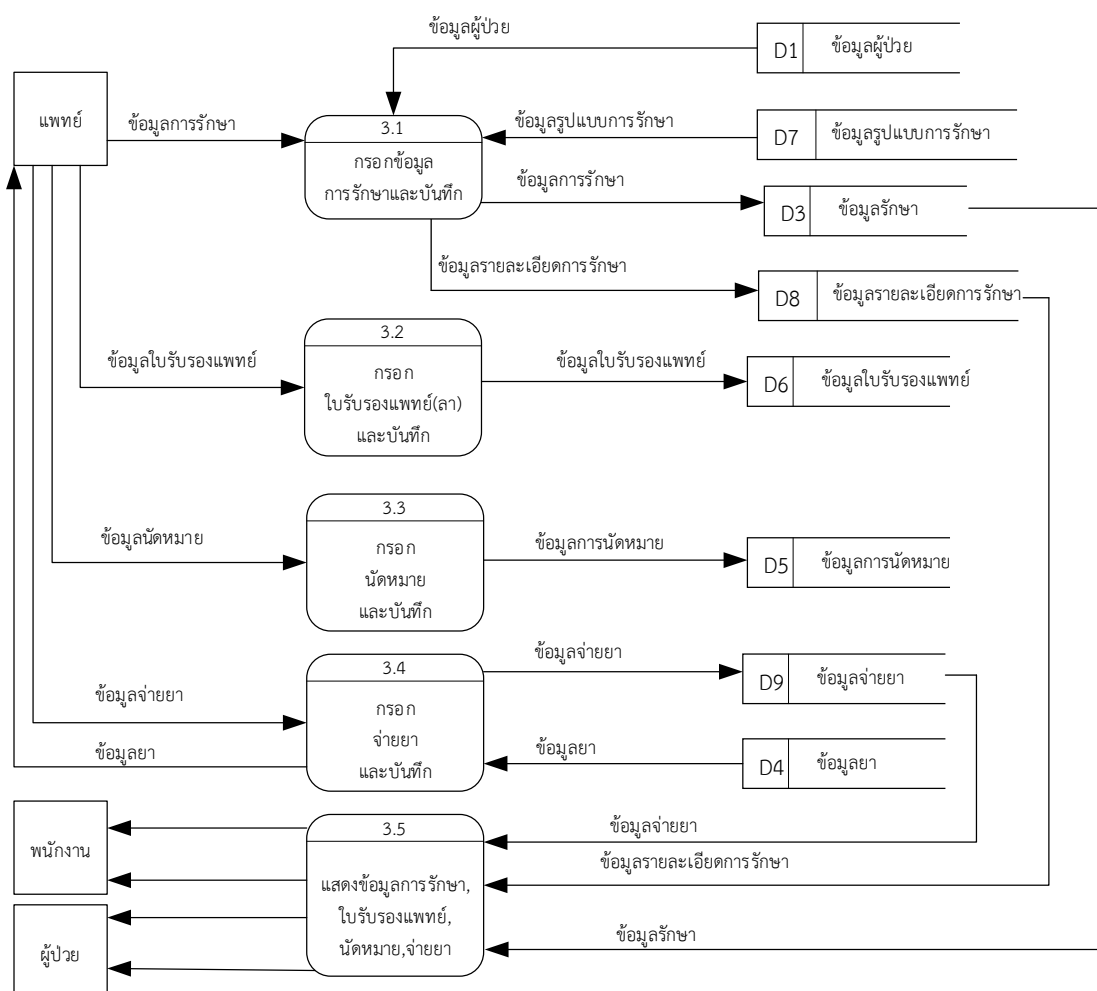 ข้อมูลผู้ป่วย
D1
ข้อมูลผู้ป่วย
แพทย์
ข้อมูลการรักษา
3.1
กรอกข้อมูล
การรักษาและบันทึก
ข้อมูลรูปแบบการรักษา
D7
ข้อมูลรูปแบบการรักษา
ข้อมูลการรักษา
D3
ข้อมูลรักษา
ข้อมูลรายละเอียดการรักษา
D8
ข้อมูลรายละเอียดการรักษา
ข้อมูลใบรับรองแพทย์
3.2
กรอก
ใบรับรองแพทย์(ลา)
และบันทึก
ข้อมูลใบรับรองแพทย์
D6
ข้อมูลใบรับรองแพทย์
ข้อมูลนัดหมาย
3.3
กรอก
นัดหมาย
และบันทึก
ข้อมูลการนัดหมาย
D5
ข้อมูลการนัดหมาย
ข้อมูลจ่ายยา
ข้อมูลยา
3.4
กรอก
จ่ายยา
และบันทึก
ข้อมูลจ่ายยา
D9
ข้อมูลจ่ายยา
ข้อมูลยา
D4
ข้อมูลยา
พนักงาน
ผู้ป่วย
3.5
แสดงข้อมูลการรักษา,
ใบรับรองแพทย์,
นัดหมาย,จ่ายยา
ข้อมูลจ่ายยา
ข้อมูลรายละเอียดการรักษา
ข้อมูลรักษา